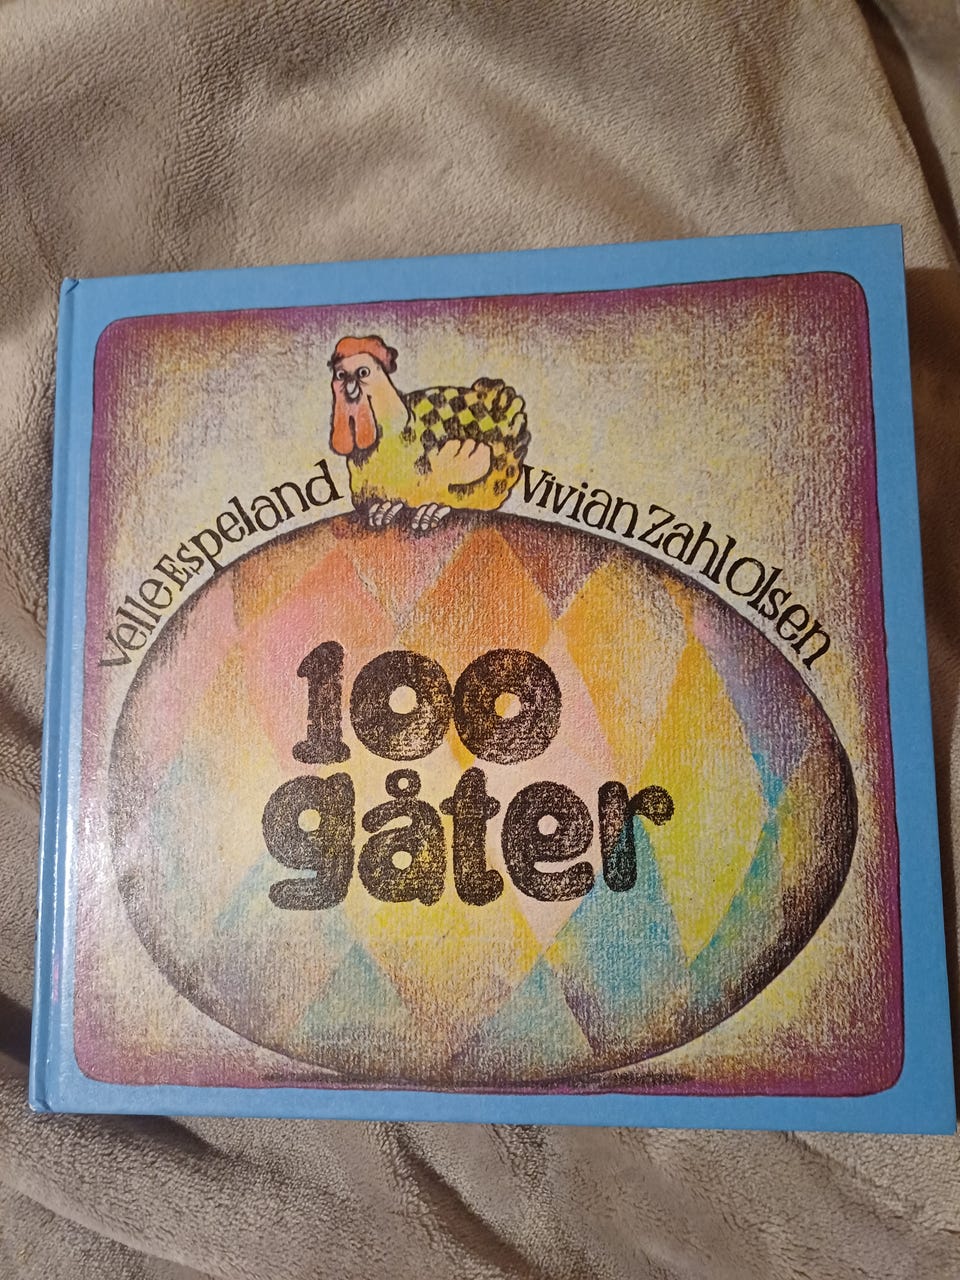 Velle Espeland
Vivian Zahl Olsen
100
gåter